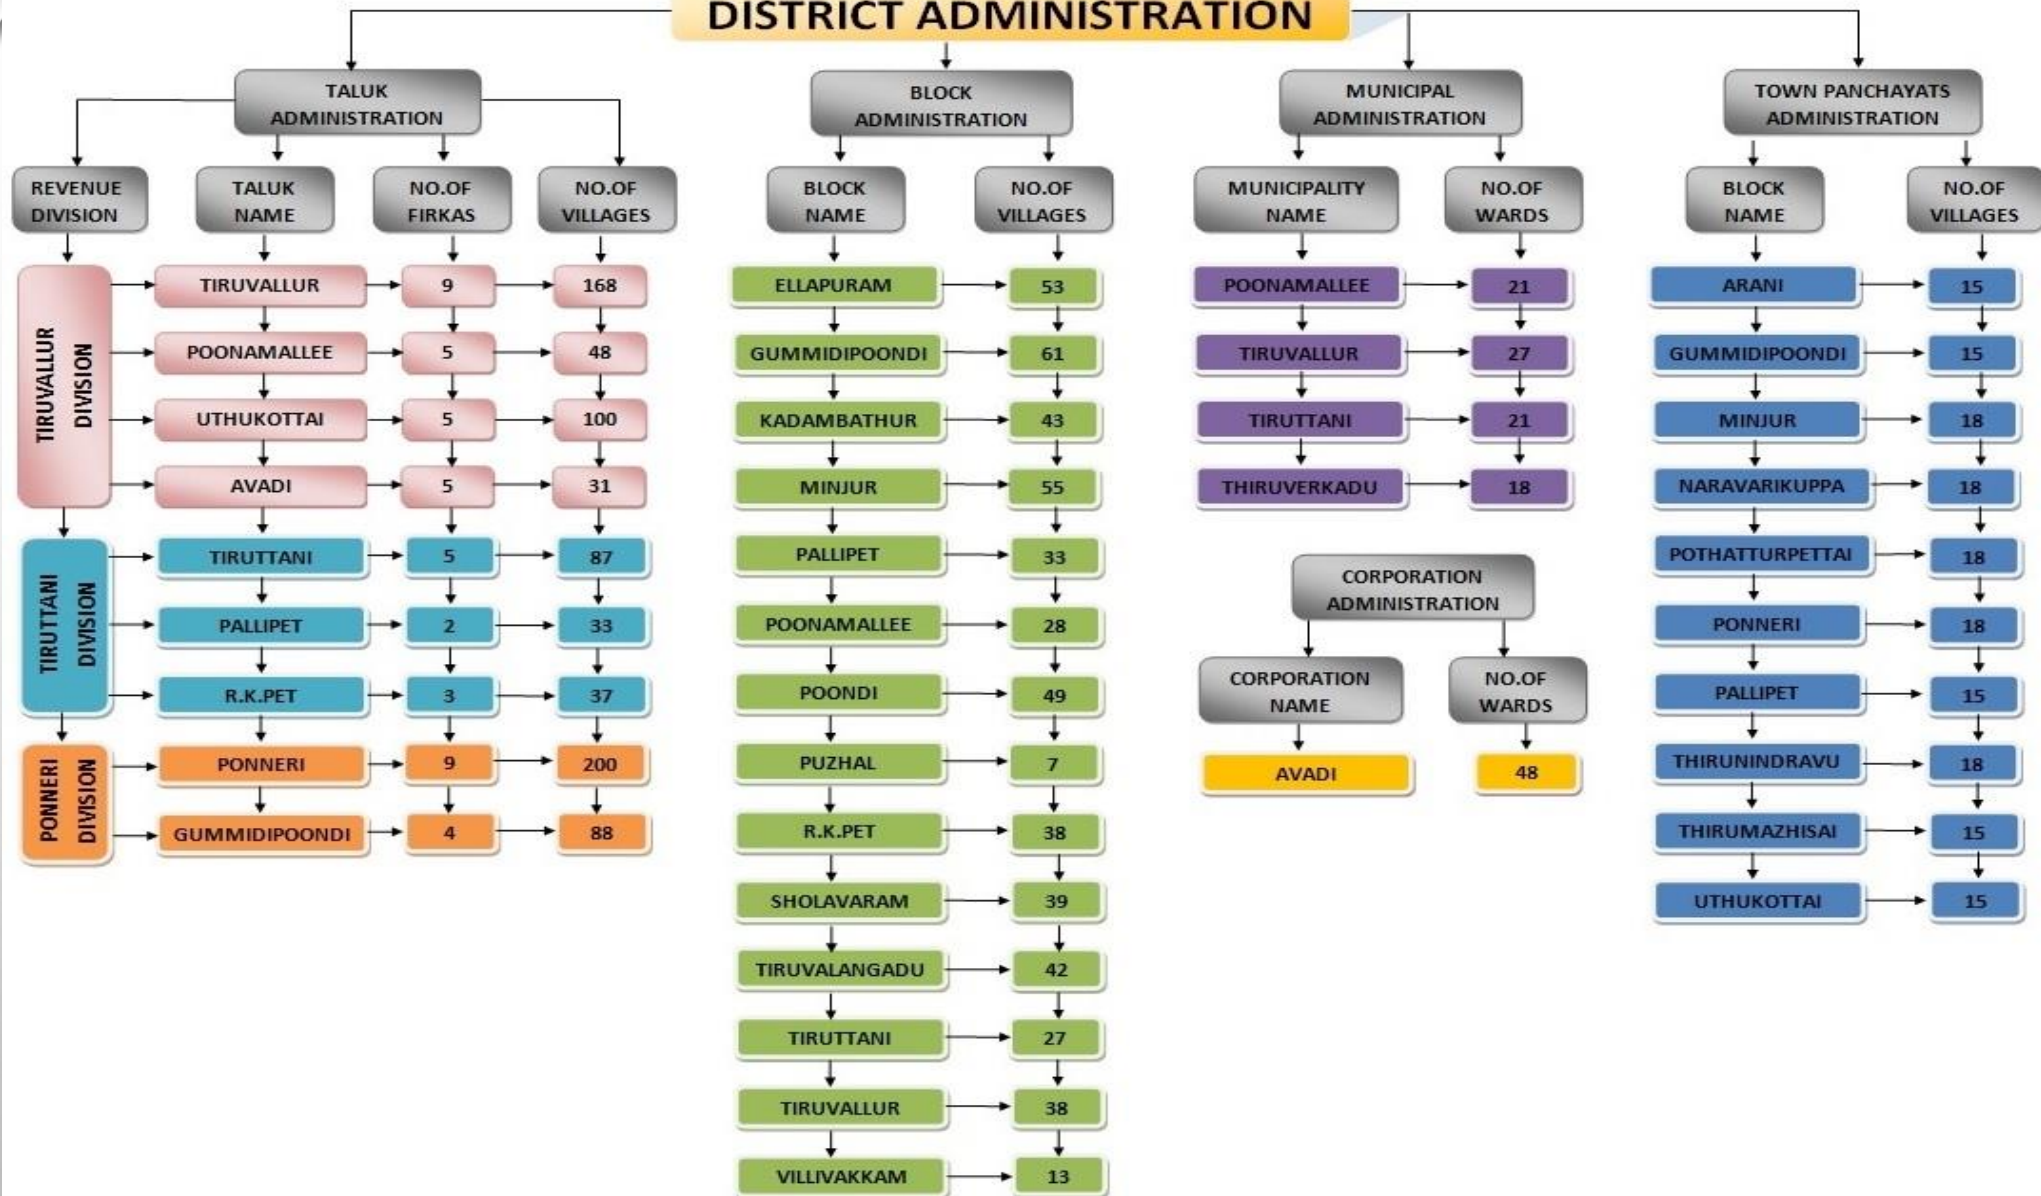 DISTRICT ADMINISTRATION
TALUK
ADMINISTRATION
REVENUE
DIVISION
TALUK
NAME
NO.OF
FIRKAS
NO.OF
VILLAGES
TIRUVALLUR
DIVISION
TIRUVALLUR 9 168
POONAMALLEE 5 48
UTHUKOTTAI 5 100
AVADI 5 31
TIRUTTANI
DIVISION
TIRUTTANI 5 87
PALLIPET 2 33
R.K.PET 3 37
PONNERI
DIVISION
PONNERI 9 200
GUMMIDIPOONDI 4 88
BLOCK
ADMINISTRATION
BLOCK
NAME
NO.OF
VILLAGES
ELLAPURAM 53
GUMMIDIPOONDI 61
KADAMBATHUR 43
MINJUR 55
PALLIPET 33
POONAMALLEE 28
POONDI 49
PUZHAL 7
R.K.PET 38
SHOLAVARAM 39
TIRUVALANGADU 42
TIRUTTANI 27
TIRUVALLUR 38
VILLIVAKKAM 13
MUNICIPAL
ADMINISTRATION
MUNICIPALITY
NAME
NO.OF
WARDS
POONAMALLEE 21
TIRUVALLUR 27
TIRUTTANI 21
THIRUVERKADU 18
CORPORATION
ADMINISTRATION
CORPORATION
NAME
NO.OF
WARDS
AVADI 48
TOWN PANCHAYATS
ADMINISTRATION
BLOCK
NAME
NO.OF
VILLAGES
ARANI 15
GUMMIDIPOONDI 15
MINJUR 18
NARAVARIKUPPA 18
POTHATTURPETTAI 18
PONNERI 18
PALLIPET 15
THIRUNINDRAVU 18
THIRUMAZHISAI 15
UTHUKOTTAI 15